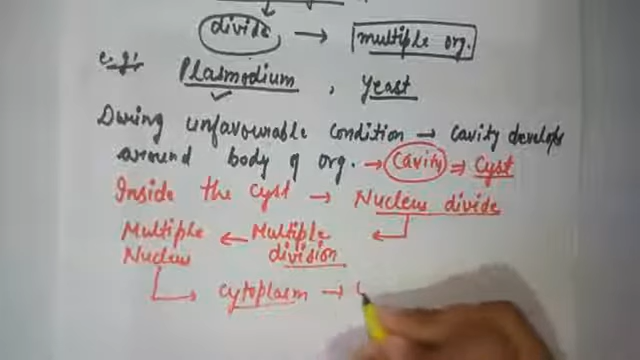 divide → multiple org.
e.g: Plasmodium , Yeast
During unfavourable condition → cavity develops
around body of org. → Cavity → Cyst
Inside the cyst → Nucleus divide
Multiple Nucleus ← Multiple division
cytoplasm →